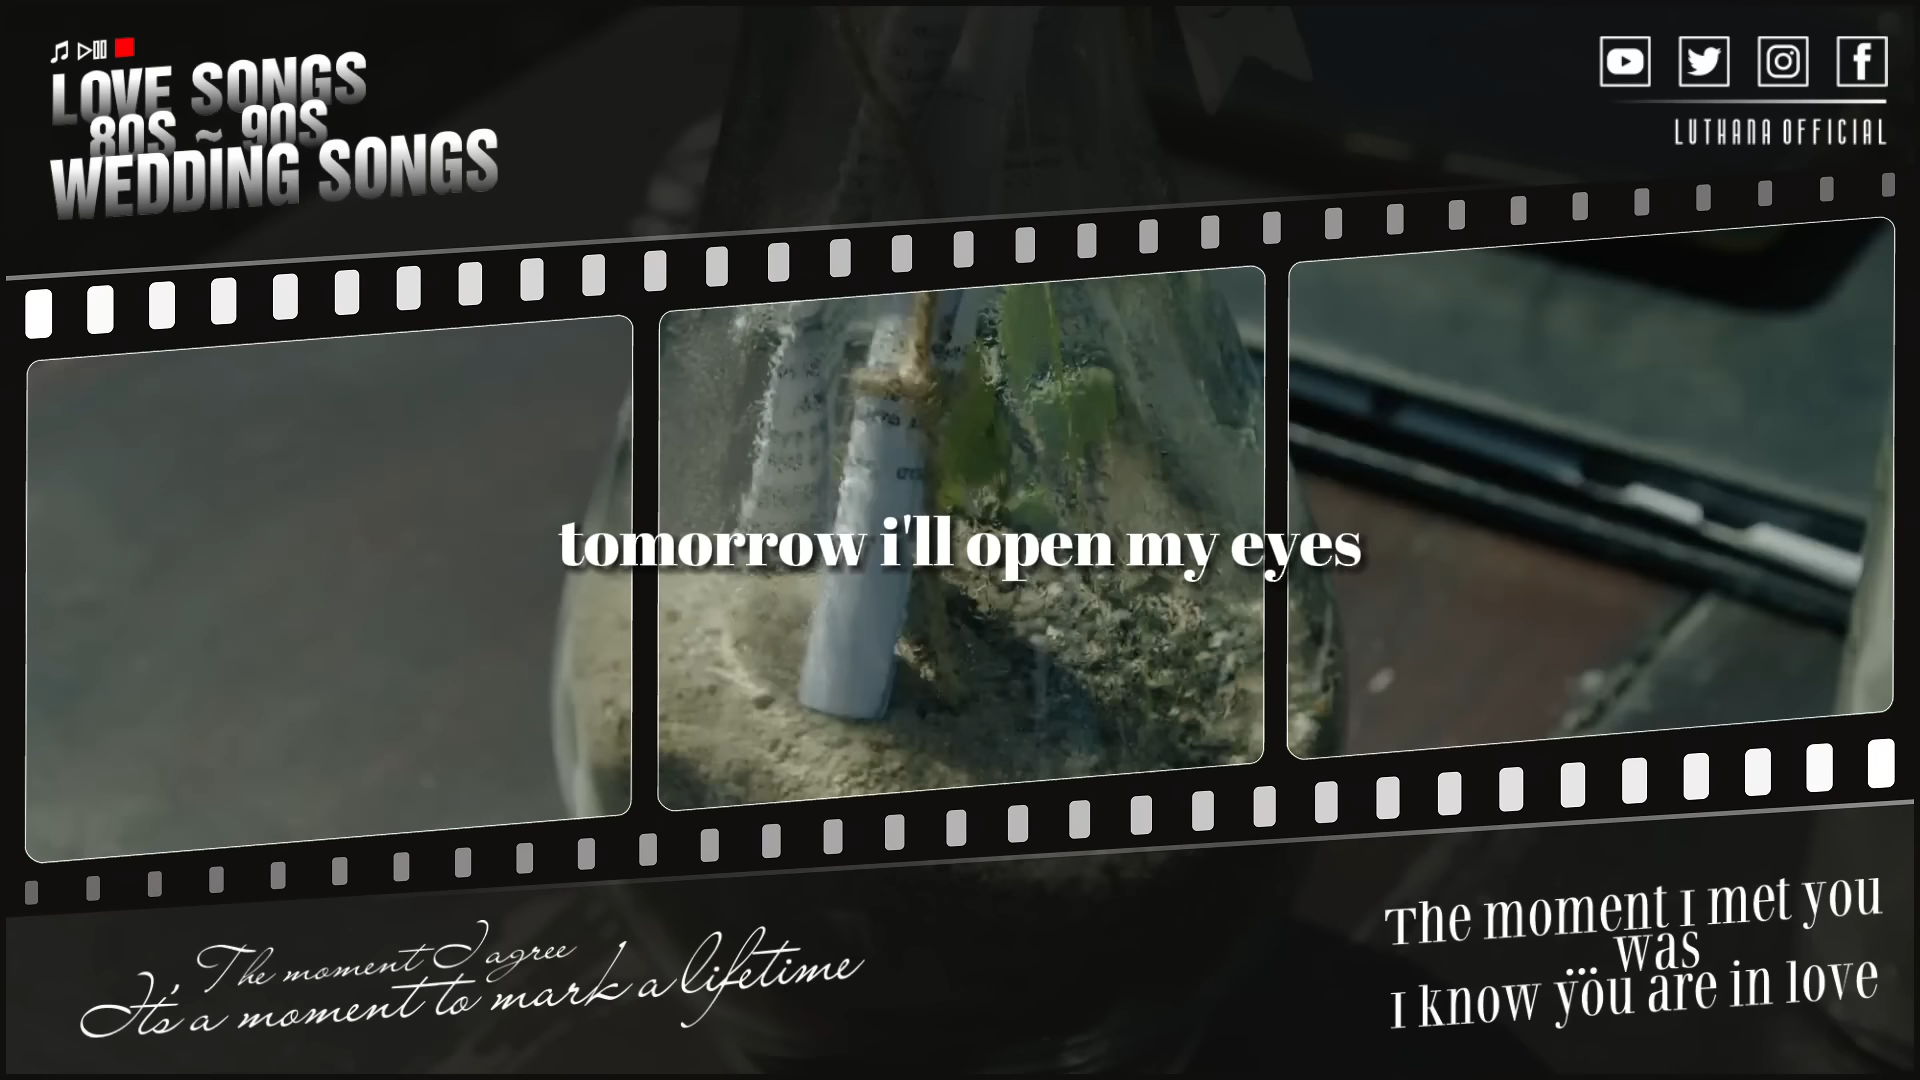 LOVE SONGS
80S ~ 90S
WEDDING SONGS
LUTHANA OFFICIAL
tomorrow i'll open my eyes
The moment I agree
It's a moment to mark a lifetime
The moment I met you
was
I know you are in love